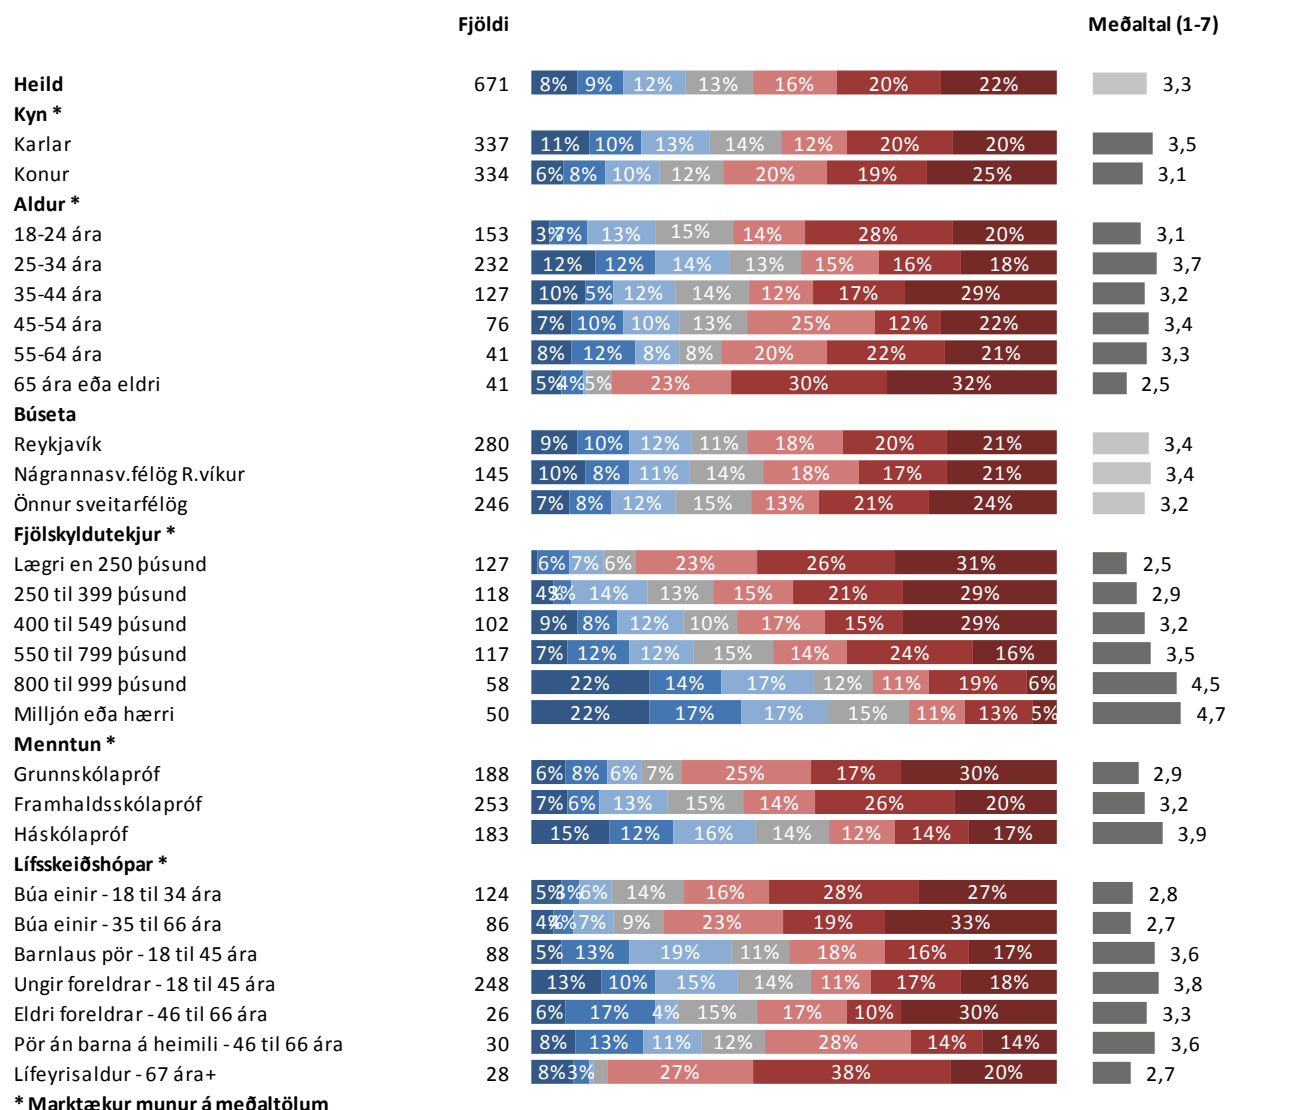 Fjöldi Meðaltal (1-7)
Heild 671 8% 9% 12% 13% 16% 20% 22% 3,3
Kyn *
Karlar 337 11% 10% 13% 14% 12% 20% 20% 3,5
Konur 334 6% 8% 10% 12% 20% 19% 25% 3,1
Aldur *
18-24 ára 153 3% 7% 13% 15% 14% 28% 20% 3,1
25-34 ára 232 12% 12% 14% 13% 15% 16% 18% 3,7
35-44 ára 127 10% 5% 12% 14% 12% 17% 29% 3,2
45-54 ára 76 7% 10% 10% 13% 25% 12% 22% 3,4
55-64 ára 41 8% 12% 8% 8% 20% 22% 21% 3,3
65 ára eða eldri 41 5% 4% 5% 23% 30% 32% 2,5
Búseta
Reykjavík 280 9% 10% 12% 11% 18% 20% 21% 3,4
Nágrannasv.félög R.víkur 145 10% 8% 11% 14% 18% 17% 21% 3,4
Önnur sveitarfélög 246 7% 8% 12% 15% 13% 21% 24% 3,2
Fjölskyldutekjur *
Lægri en 250 þúsund 127 6% 7% 6% 23% 26% 31% 2,5
250 til 399 þúsund 118 4% 3% 14% 13% 15% 21% 29% 2,9
400 til 549 þúsund 102 9% 8% 12% 10% 17% 15% 29% 3,2
550 til 799 þúsund 117 7% 12% 12% 15% 14% 24% 16% 3,5
800 til 999 þúsund 58 22% 14% 17% 12% 11% 19% 6% 4,5
Milljón eða hærri 50 22% 17% 17% 15% 11% 13% 5% 4,7
Menntun *
Grunnskólapróf 188 6% 8% 6% 7% 25% 17% 30% 2,9
Framhaldsskólapróf 253 7% 6% 13% 15% 14% 26% 20% 3,2
Háskólapróf 183 15% 12% 16% 14% 12% 14% 17% 3,9
Lífsskeiðshópar *
Búa einir - 18 til 34 ára 124 5% 3% 6% 14% 16% 28% 27% 2,8
Búa einir - 35 til 66 ára 86 4% 4% 7% 9% 23% 19% 33% 2,7
Barnlaus pör - 18 til 45 ára 88 5% 13% 19% 11% 18% 16% 17% 3,6
Ungir foreldrar - 18 til 45 ára 248 13% 10% 15% 14% 11% 17% 18% 3,8
Eldri foreldrar - 46 til 66 ára 26 6% 17% 4% 15% 17% 10% 30% 3,3
Pör án barna á heimili - 46 til 66 ára 30 8% 13% 11% 12% 28% 14% 14% 3,6
Lífeyrisaldur - 67 ára+ 28 8% 3% 27% 38% 20% 2,7
* Marktækur munur á meðaltölum